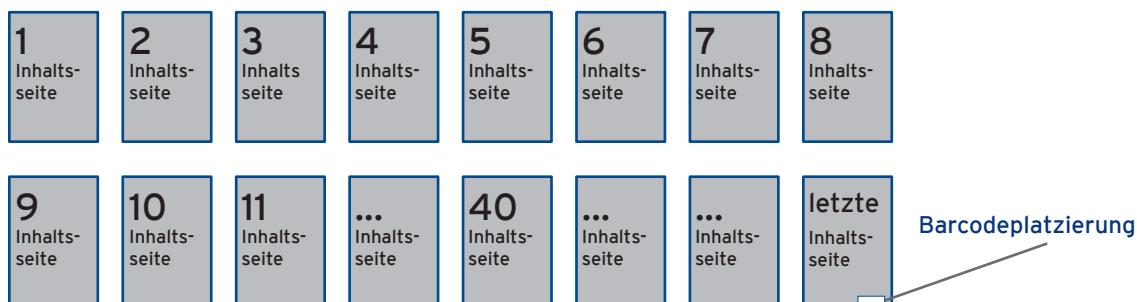 1 2 3 4 5 6 7 8
Inhalts- Inhalts- Inhalts Inhalts- Inhalts- Inhalts- Inhalts- Inhalts-
seite seite seite seite seite seite seite seite
9 10 11 ... 40 ... ... letzte
Inhalts- Inhalts- Inhalts- Inhalts- Inhalts- Inhalts- Inhalts- Inhalts-
seite seite seite seite seite seite seite seite
Barcodeplatzierung